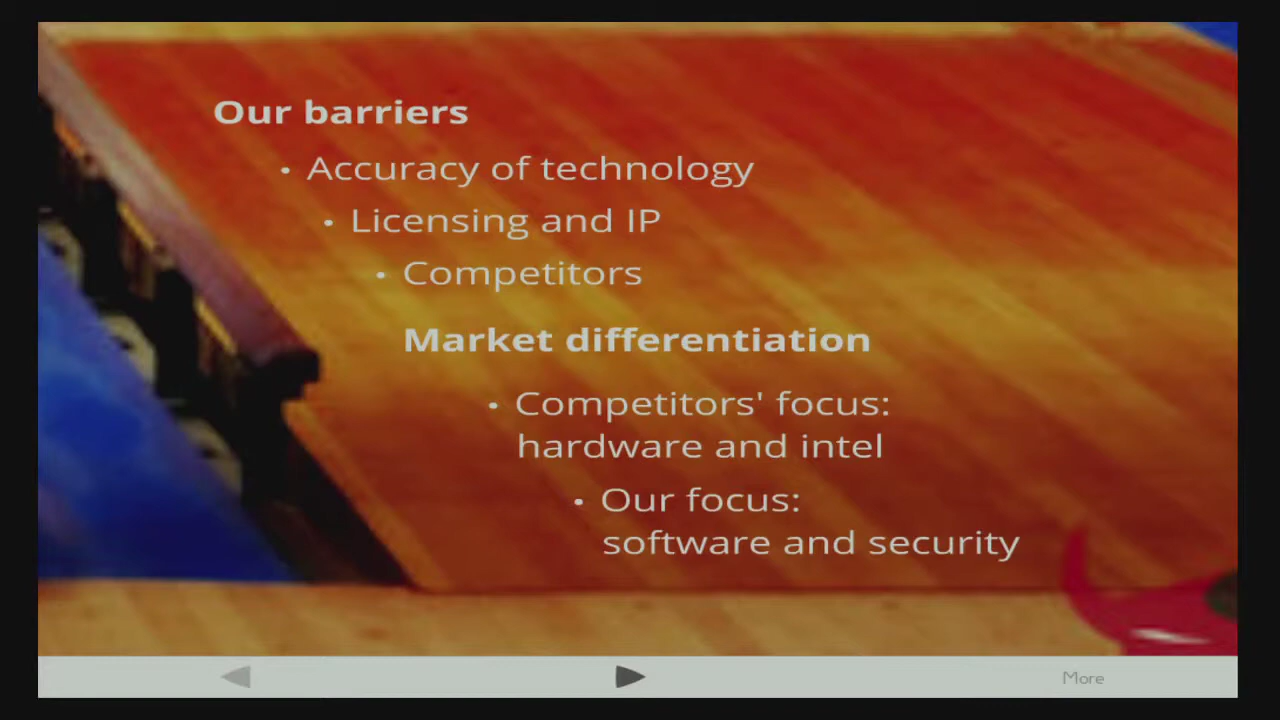 Our barriers
• Accuracy of technology
• Licensing and IP
• Competitors
Market differentiation
• Competitors' focus:
hardware and intel
• Our focus:
software and security
More